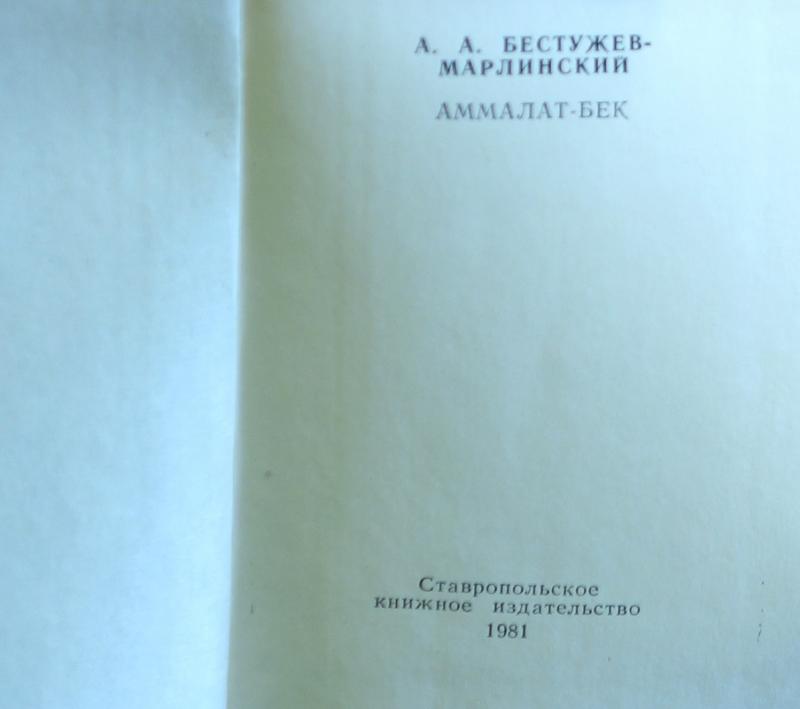 А. А. БЕСТУЖЕВ-
МАРЛИНСКИЙ
АММАЛАТ-БЕК
Ставропольское
книжное издательство
1981